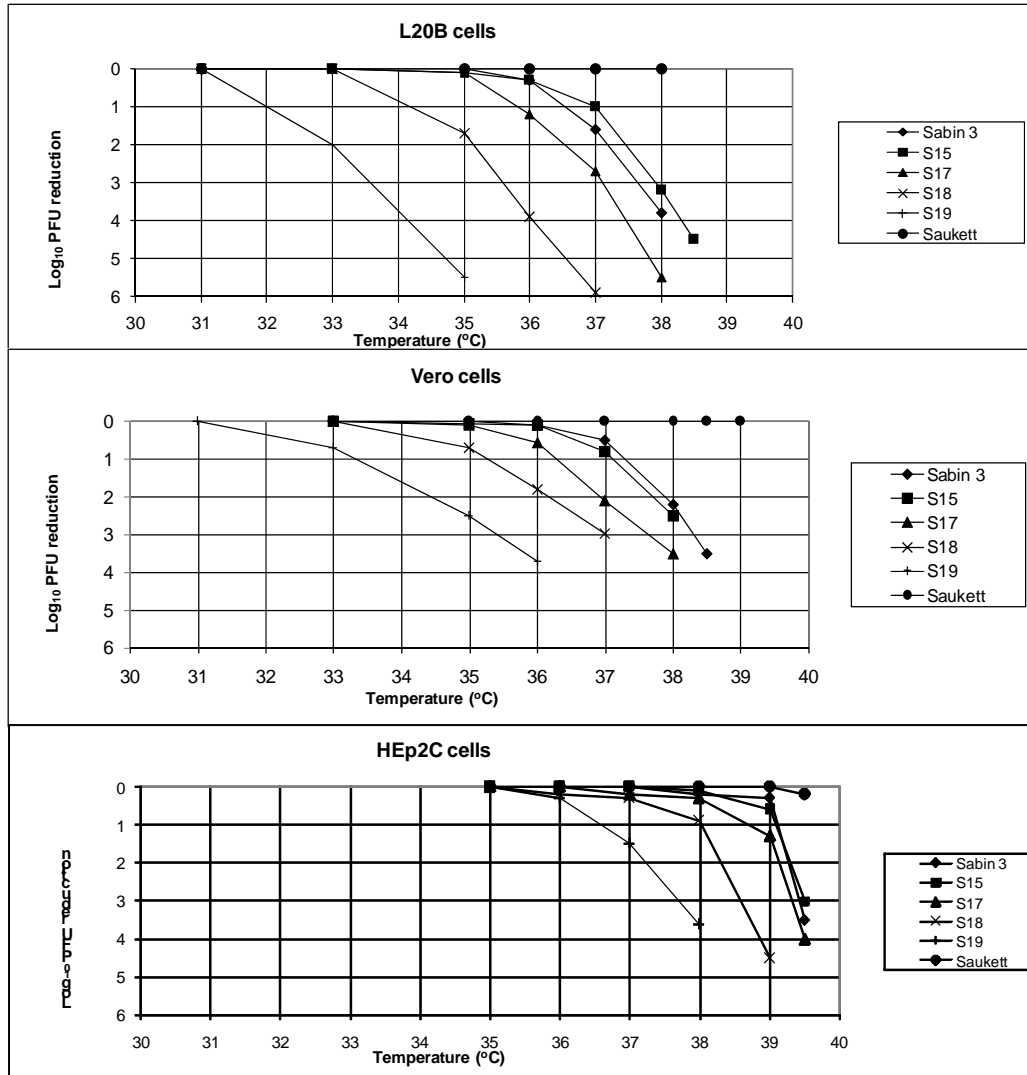 L20B cells
0
1
2
3
4
5
6
Log10 PFU reduction
30 31 32 33 34 35 36 37 38 39 40
Temperature (oC)
Sabin 3
S15
S17
S18
S19
Saukett
Vero cells
0
1
2
3
4
5
6
Log10 PFU reduction
30 31 32 33 34 35 36 37 38 39 40
Temperature (oC)
Sabin 3
S15
S17
S18
S19
Saukett
HEp2C cells
0
1
2
3
4
5
6
Log10 PFU reduction
30 31 32 33 34 35 36 37 38 39 40
Temperature (oC)
Sabin 3
S15
S17
S18
S19
Saukett